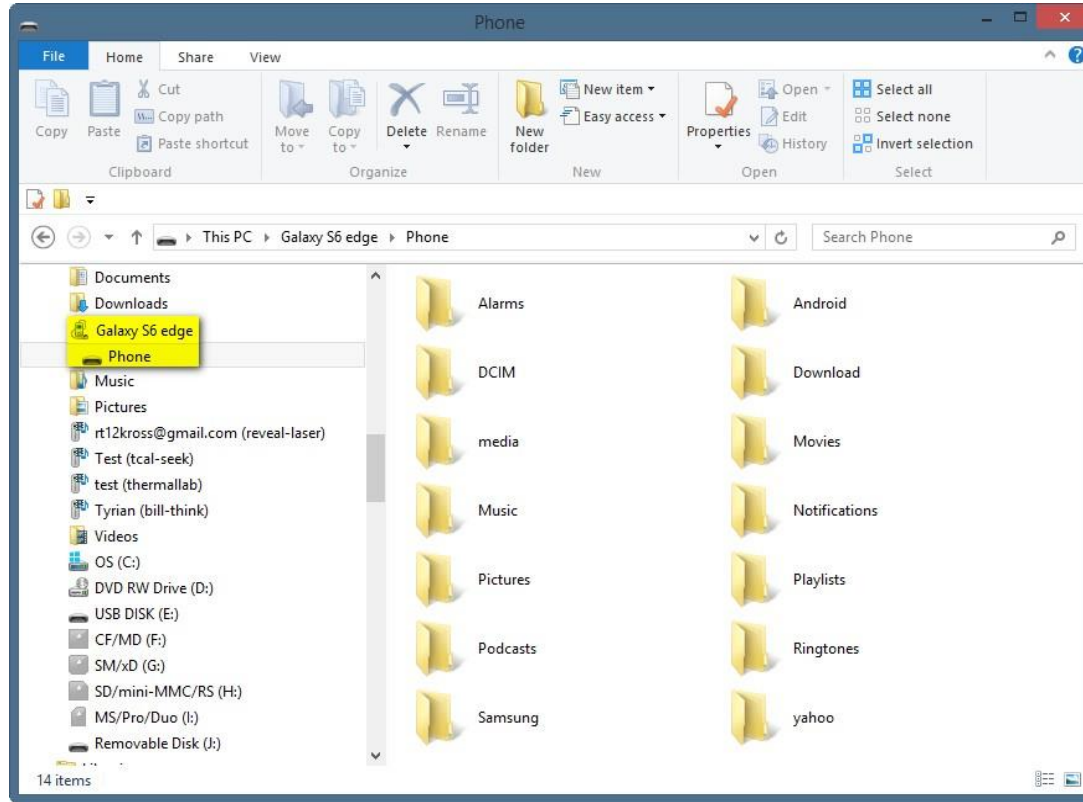 Phone
File Home Share View
Copy
Paste
Cut
Copy path
Paste shortcut
Clipboard
Move to
Copy to
Delete
Rename
Organize
New folder
New item
Easy access
New
Properties
Open
Edit
History
Open
Select all
Select none
Invert selection
Select
This PC Galaxy S6 edge Phone
Search Phone
Documents
Downloads
Galaxy S6 edge
Phone
Music
Pictures
rt12kross@gmail.com (reveal-laser)
Test (tcal-seek)
test (thermallab)
Tyrian (bill-think)
Videos
OS (C:)
DVD RW Drive (D:)
USB DISK (E:)
CF/MD (F:)
SM/xD (G:)
SD/mini-MMC/RS (H:)
MS/Pro/Duo (I:)
Removable Disk (J:)
Alarms Android
DCIM Download
media Movies
Music Notifications
Pictures Playlists
Podcasts Ringtones
Samsung yahoo
14 items